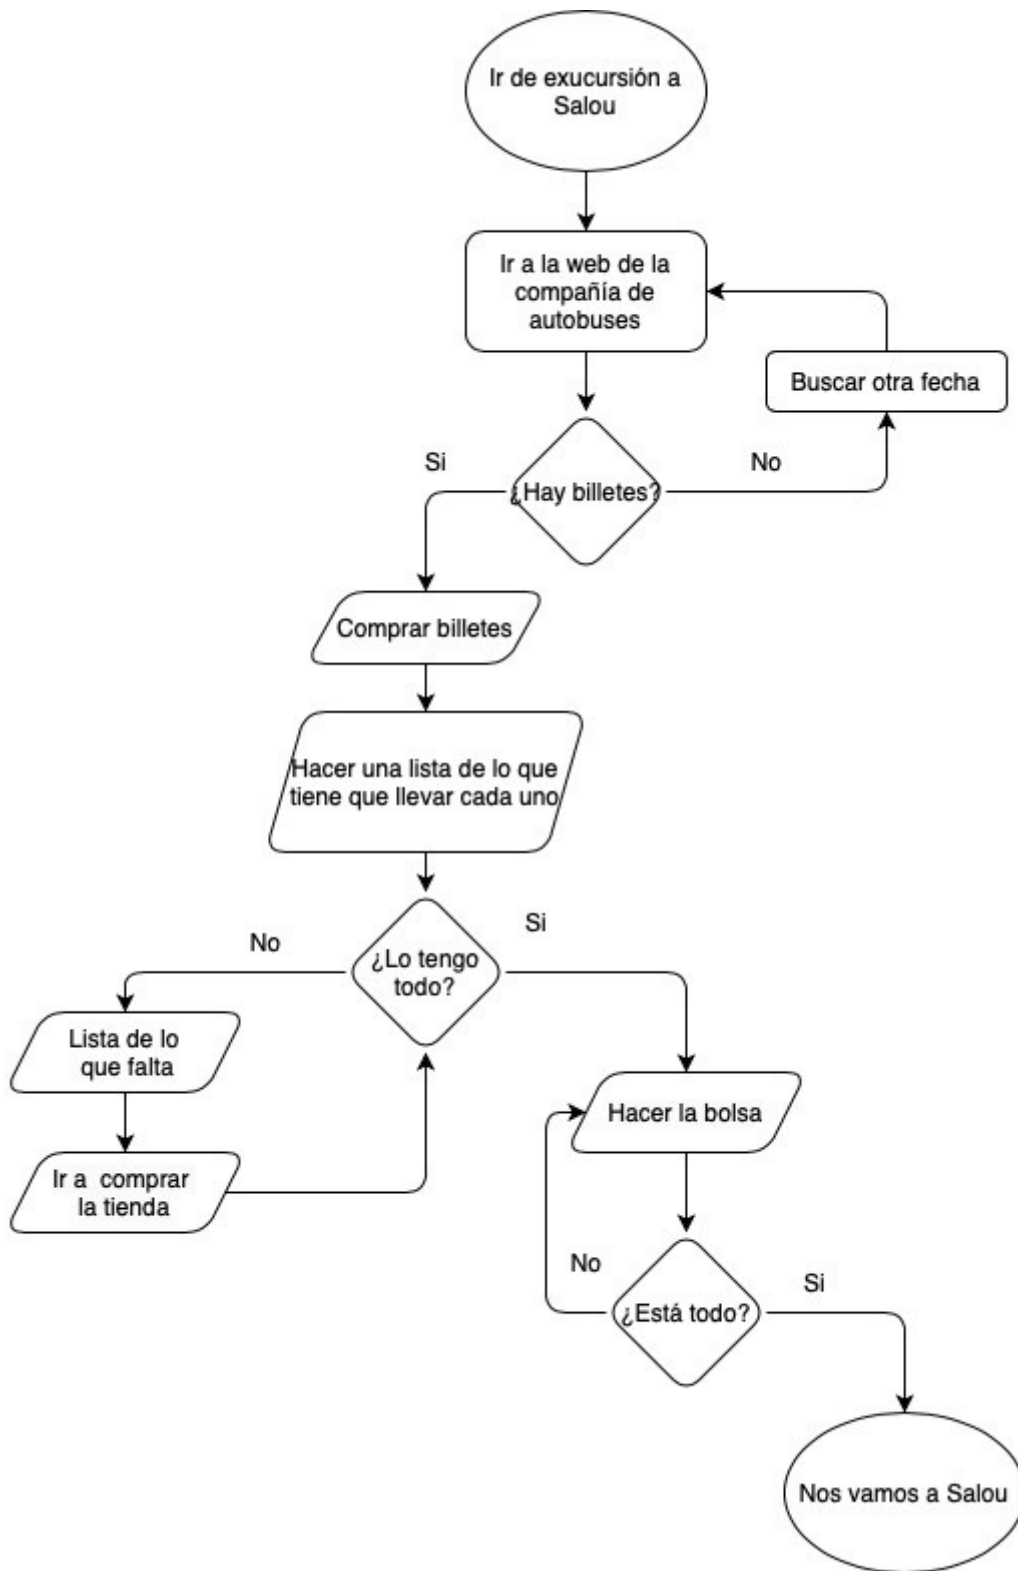 Ir de exucursión a
Salou
Ir a la web de la
compañía de
autobuses
Buscar otra fecha
Si
No
¿Hay billetes?
Comprar billetes
Hacer una lista de lo que
tiene que llevar cada uno
No
Si
¿Lo tengo
todo?
Lista de lo
que falta
Ir a  comprar
la tienda
Hacer la bolsa
No
Si
¿Está todo?
Nos vamos a Salou